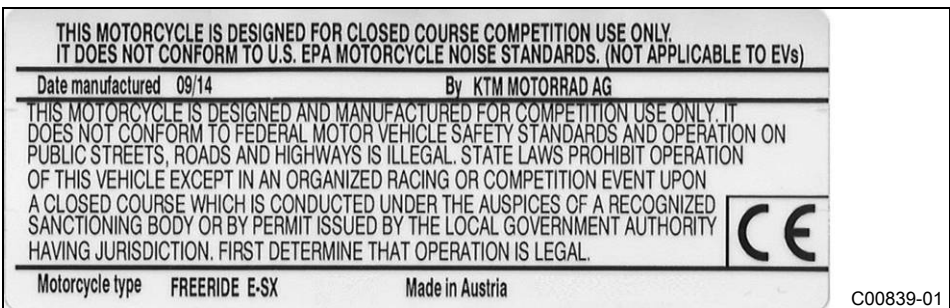 THIS MOTORCYCLE IS DESIGNED FOR CLOSED COURSE COMPETITION USE ONLY.
IT DOES NOT CONFORM TO U.S. EPA MOTORCYCLE NOISE STANDARDS. (NOT APPLICABLE TO EVs)
Date manufactured 09/14 By KTM MOTORRAD AG
THIS MOTORCYCLE IS DESIGNED AND MANUFACTURED FOR COMPETITION USE ONLY. IT
DOES NOT CONFORM TO FEDERAL MOTOR VEHICLE SAFETY STANDARDS AND OPERATION ON
PUBLIC STREETS, ROADS AND HIGHWAYS IS ILLEGAL. STATE LAWS PROHIBIT OPERATION
OF THIS VEHICLE EXCEPT IN AN ORGANIZED RACING OR COMPETITION EVENT UPON
A CLOSED COURSE WHICH IS CONDUCTED UNDER THE AUSPICES OF A RECOGNIZED
SANCTIONING BODY OR BY PERMIT ISSUED BY THE LOCAL GOVERNMENT AUTHORITY
HAVING JURISDICTION. FIRST DETERMINE THAT OPERATION IS LEGAL.
CE
Motorcycle type FREERIDE E-SX Made in Austria
C00839-01